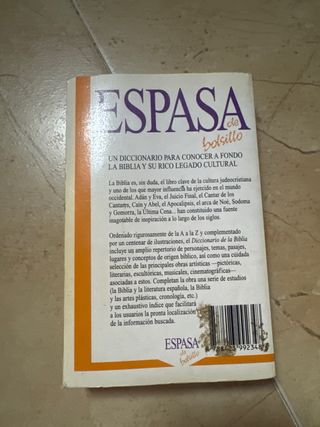 ESPASA
de
bolsillo
UN DICCIONARIO PARA CONOCER A FONDO
LA BIBLIA Y SU RICO LEGADO CULTURAL
La Biblia es, sin duda, el libro clave de la cultura judeocristiana
y uno de los que mayor influencia ha ejercido en el mundo
occidental. Adán y Eva, el Juicio Final, el Cantar de los
Cantares, Caín y Abel, el Apocalipsis, el arca de Noé, Sodoma
y Gomorra, la Última Cena... han constituido una fuente
inagotable de inspiración a lo largo de los siglos.
Ordenado rigurosamente de la A a la Z y complementado
por un centenar de ilustraciones, el Diccionario de la Biblia
incluye un amplio repertorio de personajes, temas, pasajes,
lugares y conceptos de origen bíblico, así como una cuidada
selección de las principales obras artísticas —pictóricas,
literarias, escultóricas, musicales, cinematográficas—
asociadas a estos. Completan la obra una serie de estudios
(la Biblia y la literatura española, la Biblia
y las artes plásticas, cronología, etc.)
y un exhaustivo índice que facilitará
a los usuarios la pronta localización
de la información buscada.
ESPASA
de
bolsillo